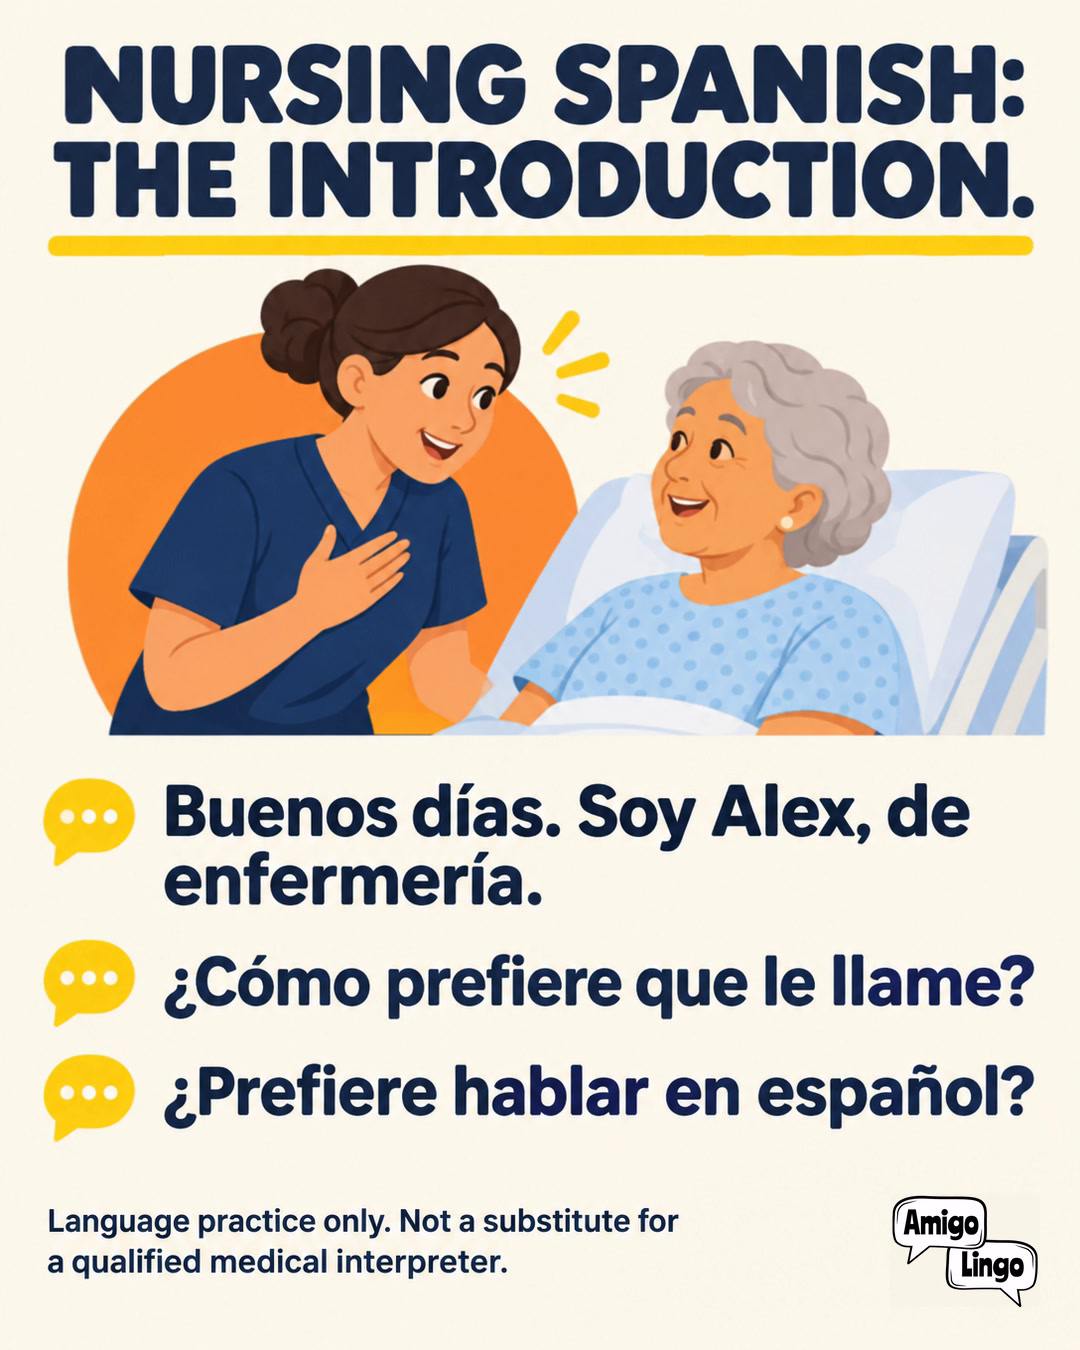 NURSING SPANISH:
THE INTRODUCTION.
Buenos días. Soy Alex, de
enfermería.
¿Cómo prefiere que le llame?
¿Prefiere hablar en español?
Language practice only. Not a substitute for
a qualified medical interpreter.
Amigo
Lingo